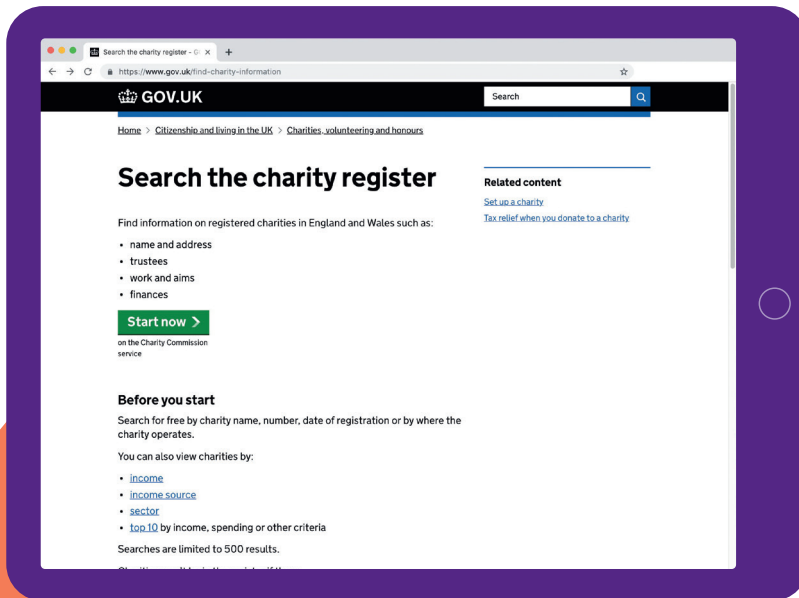 Search the charity register - G
https://www.gov.uk/find-charity-information
GOV.UK
Search
Home > Citizenship and living in the UK > Charities, volunteering and honours
Search the charity register
Find information on registered charities in England and Wales such as:
• name and address
• trustees
• work and aims
• finances
Start now >
on the Charity Commission
service
Related content
Set up a charity
Tax relief when you donate to a charity
Before you start
Search for free by charity name, number, date of registration or by where the
charity operates.
You can also view charities by:
• income
• income source
• sector
• top 10 by income, spending or other criteria
Searches are limited to 500 results.